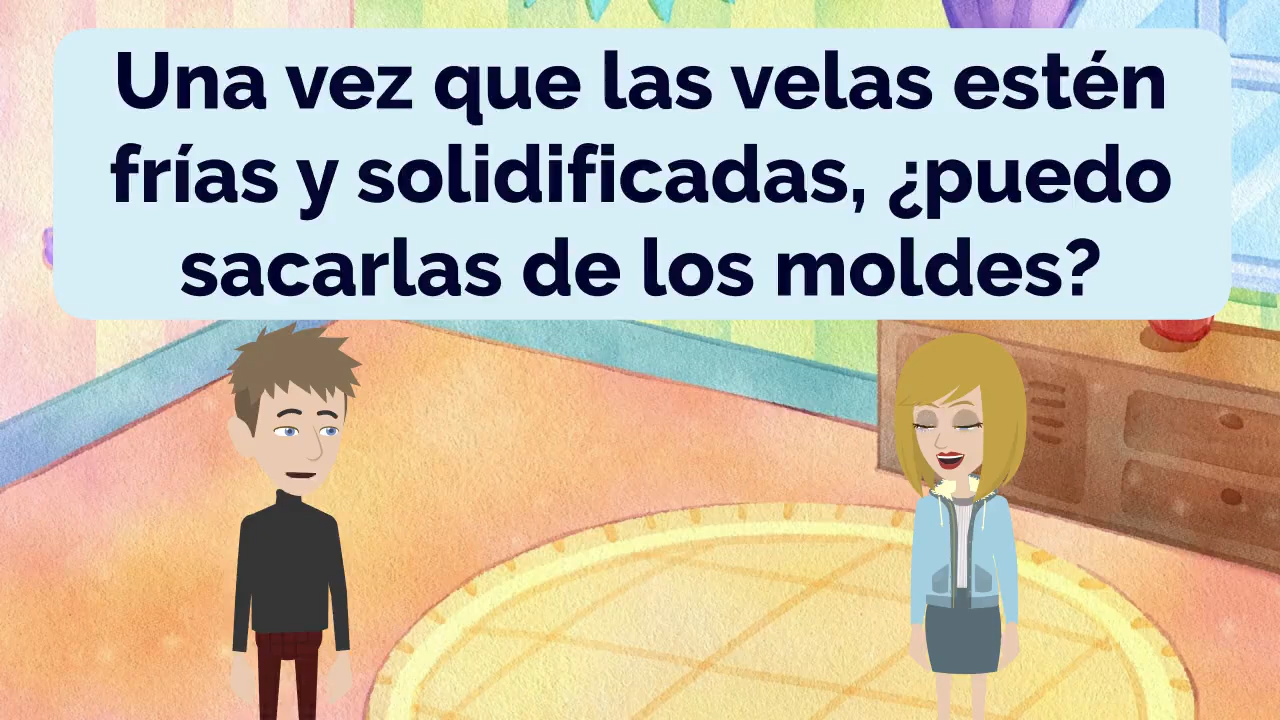 Una vez que las velas estén
frías y solidificadas, ¿puedo
sacarlas de los moldes?